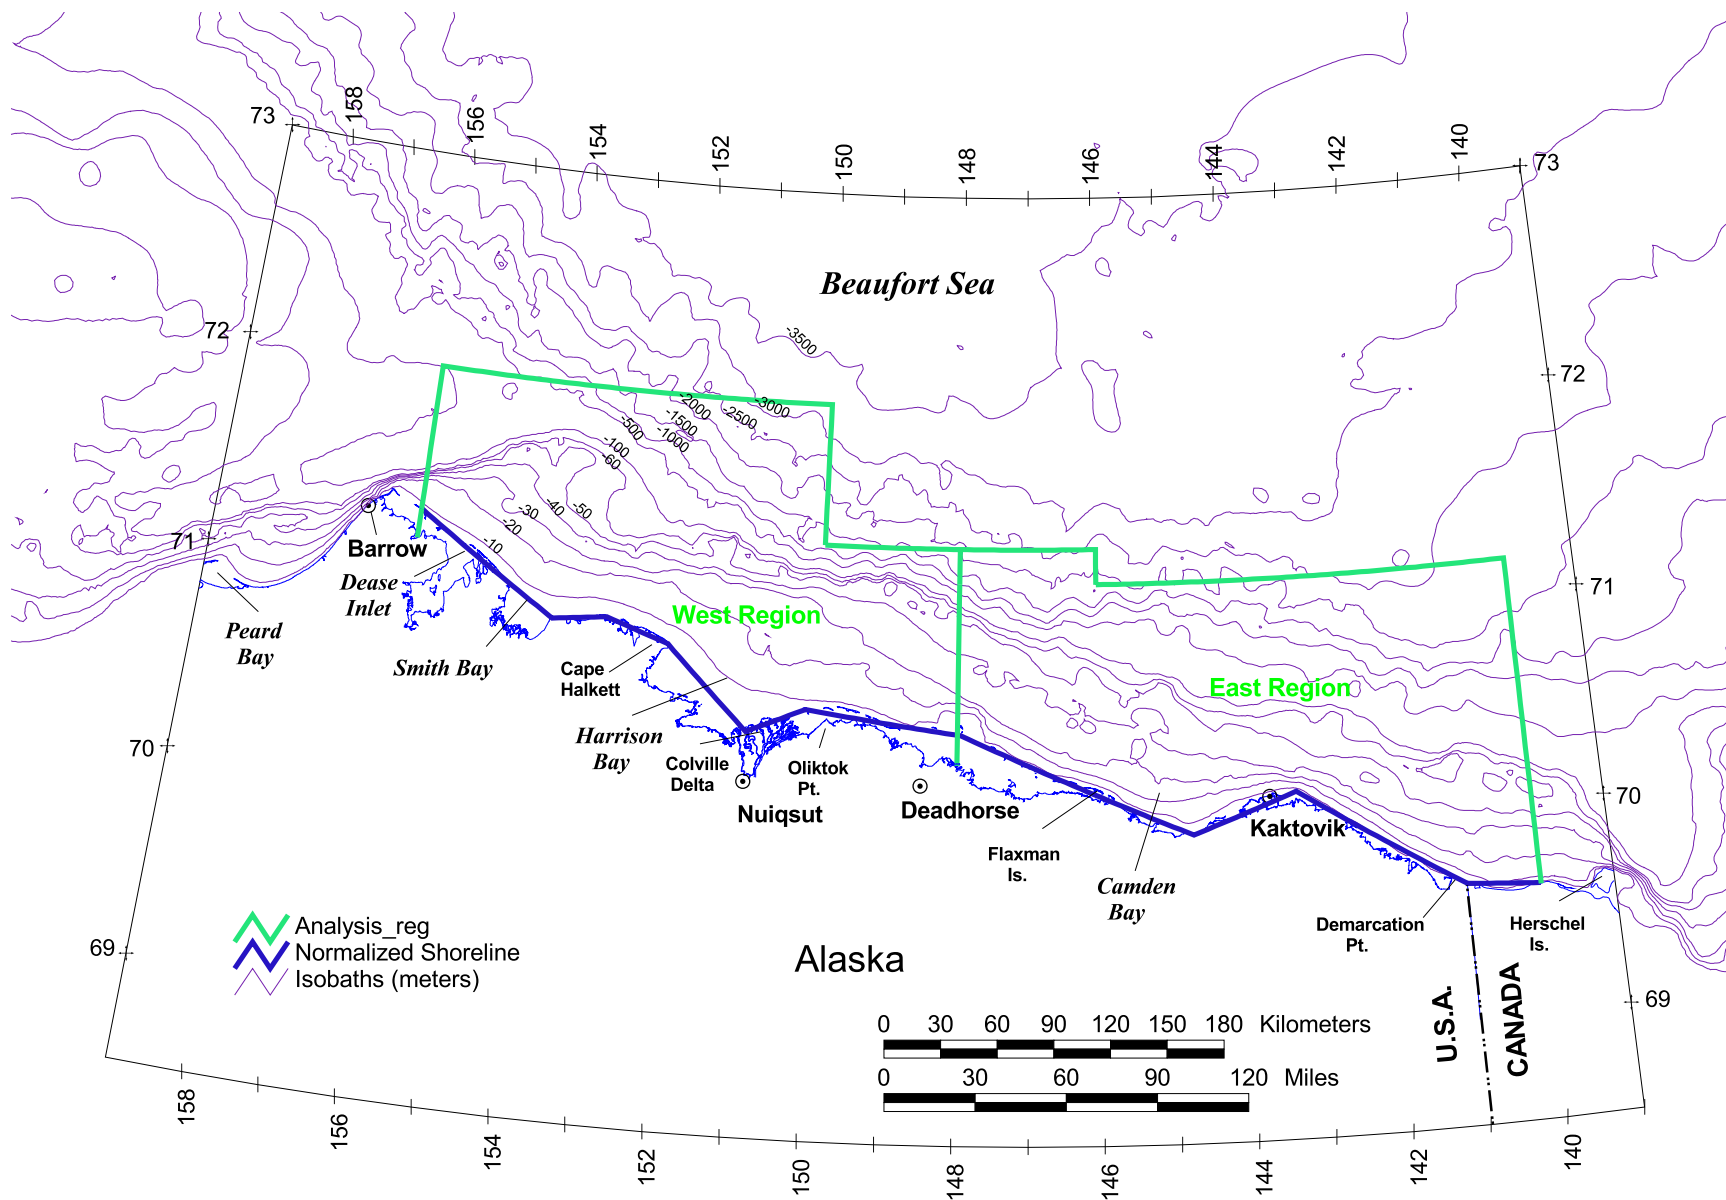 158
156
154
152
150
148
146
144
142
140
73
73
Beaufort Sea
72
-3500
72
-3000
-2500
-2000
-1500
-1000
-500
-100
-60
-50
-40
-30
-20
-10
71
71
Barrow
Dease
Inlet
Peard
Bay
Smith Bay
West Region
Cape
Halkett
East Region
Harrison
Bay
70
70
Colville
Delta
Oliktok
Pt.
Nuiqsut
Deadhorse
Kaktovik
Flaxman
Is.
Camden
Bay
Demarcation
Pt.
Herschel
Is.
Analysis_reg
Normalized Shoreline
Isobaths (meters)
69
Alaska
69
U.S.A.
CANADA
0 30 60 90 120 150 180 Kilometers
0 30 60 90 120 Miles
158
156
154
152
150
148
146
144
142
140